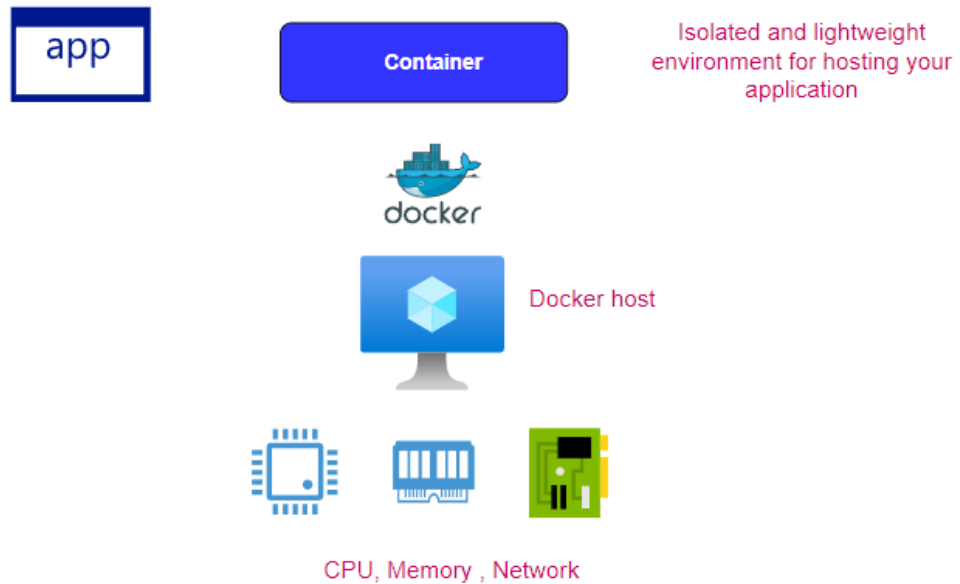 app
Container
Isolated and lightweight
environment for hosting your
application
docker
Docker host
CPU, Memory , Network